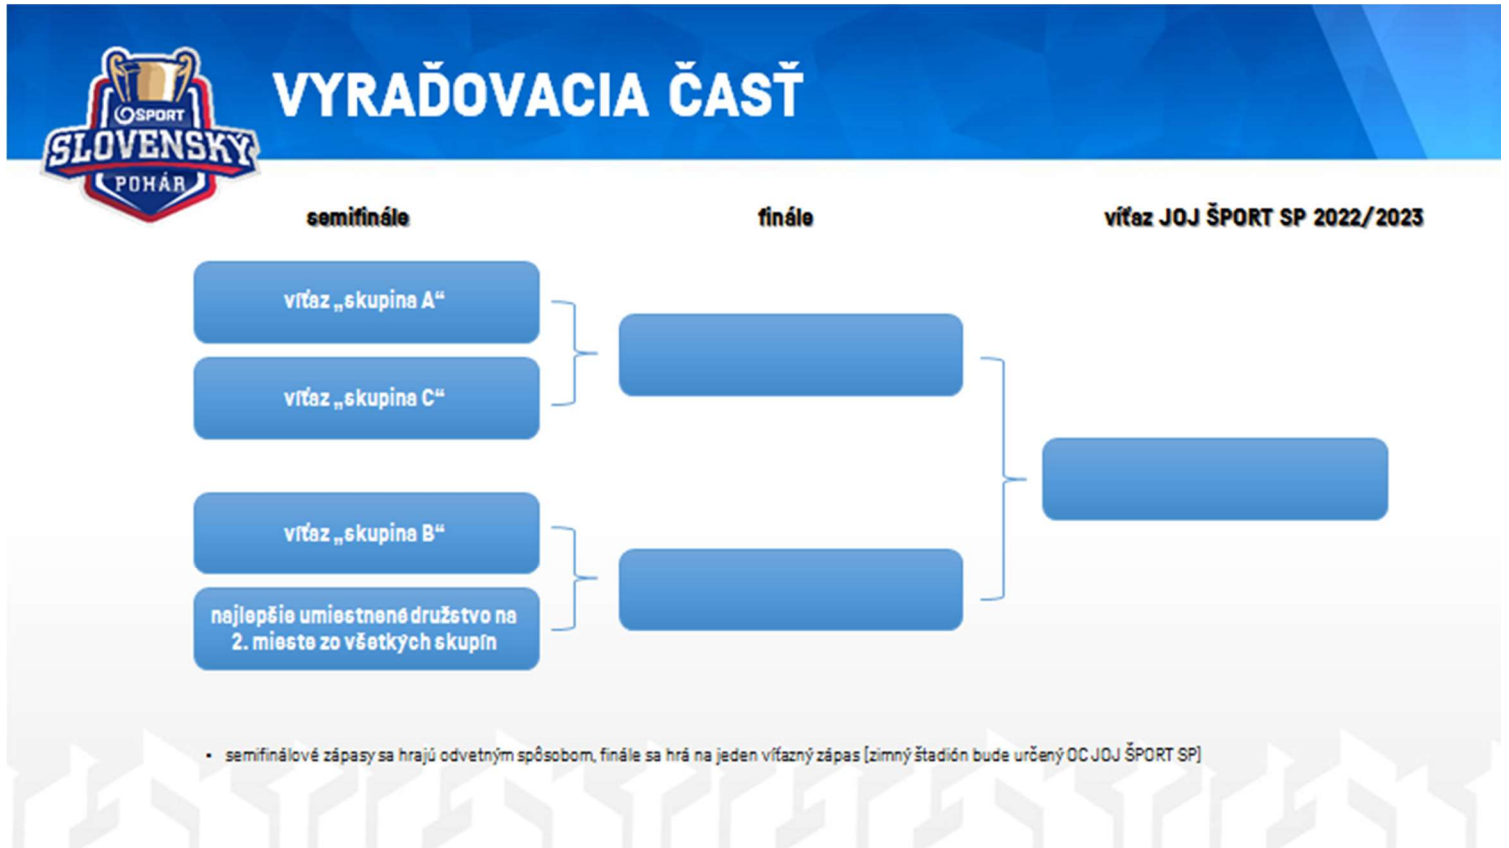 SPORT
SLOVENSKÝ
POHÁR
VYRAĎOVACIA ČASŤ
semifinále
finále
víťaz JOJ ŠPORT SP 2022/2023
víťaz „skupina A“
víťaz „skupina C“
víťaz „skupina B“
najlepšie umiestnené družstvo na
2. mieste zo všetkých skupín
• semifinálové zápasy sa hrajú odvetným spôsobom, finále sa hrá na jeden víťazný zápas [zimný štadión bude určený OC JOJ ŠPORT SP]